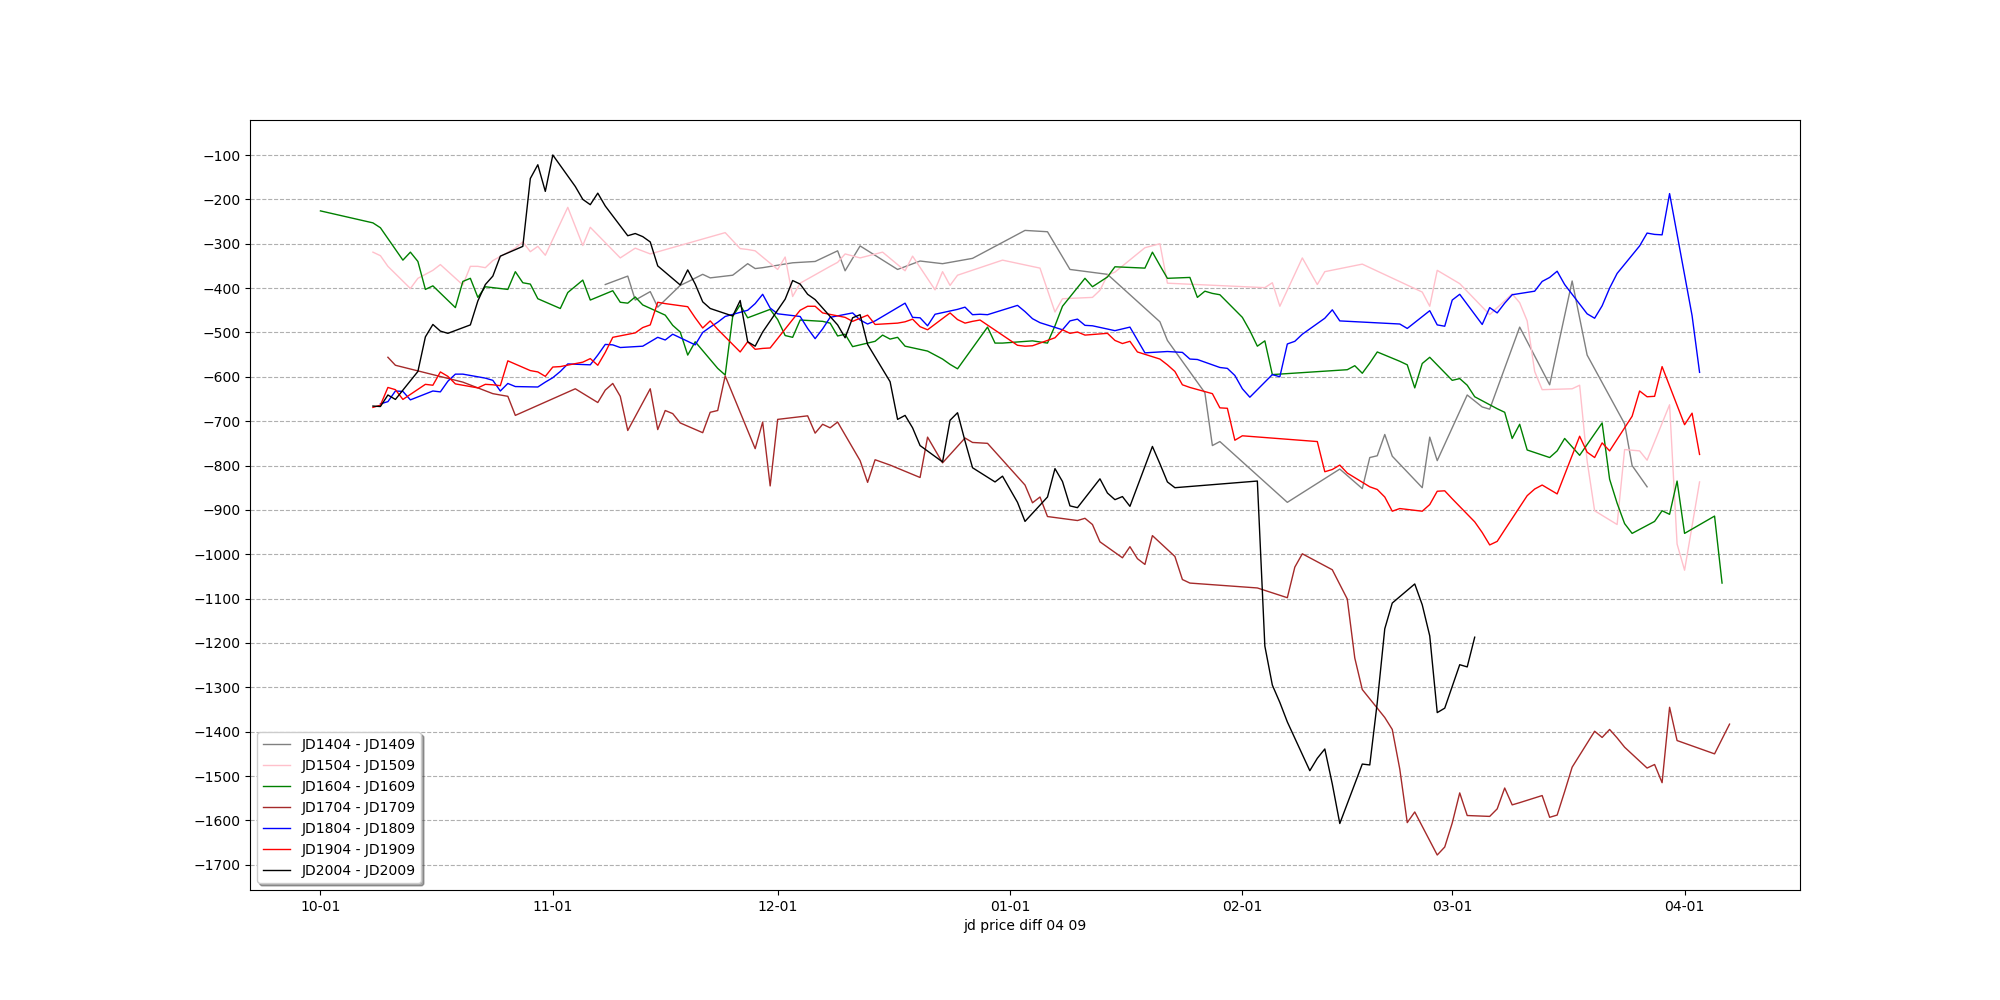 −100
−200
−300
−400
−500
−600
−700
−800
−900
−1000
−1100
−1200
−1300
−1400
−1500
−1600
−1700
JD1404 - JD1409
JD1504 - JD1509
JD1604 - JD1609
JD1704 - JD1709
JD1804 - JD1809
JD1904 - JD1909
JD2004 - JD2009
10-01 11-01 12-01 01-01 02-01 03-01 04-01
jd price diff 04 09